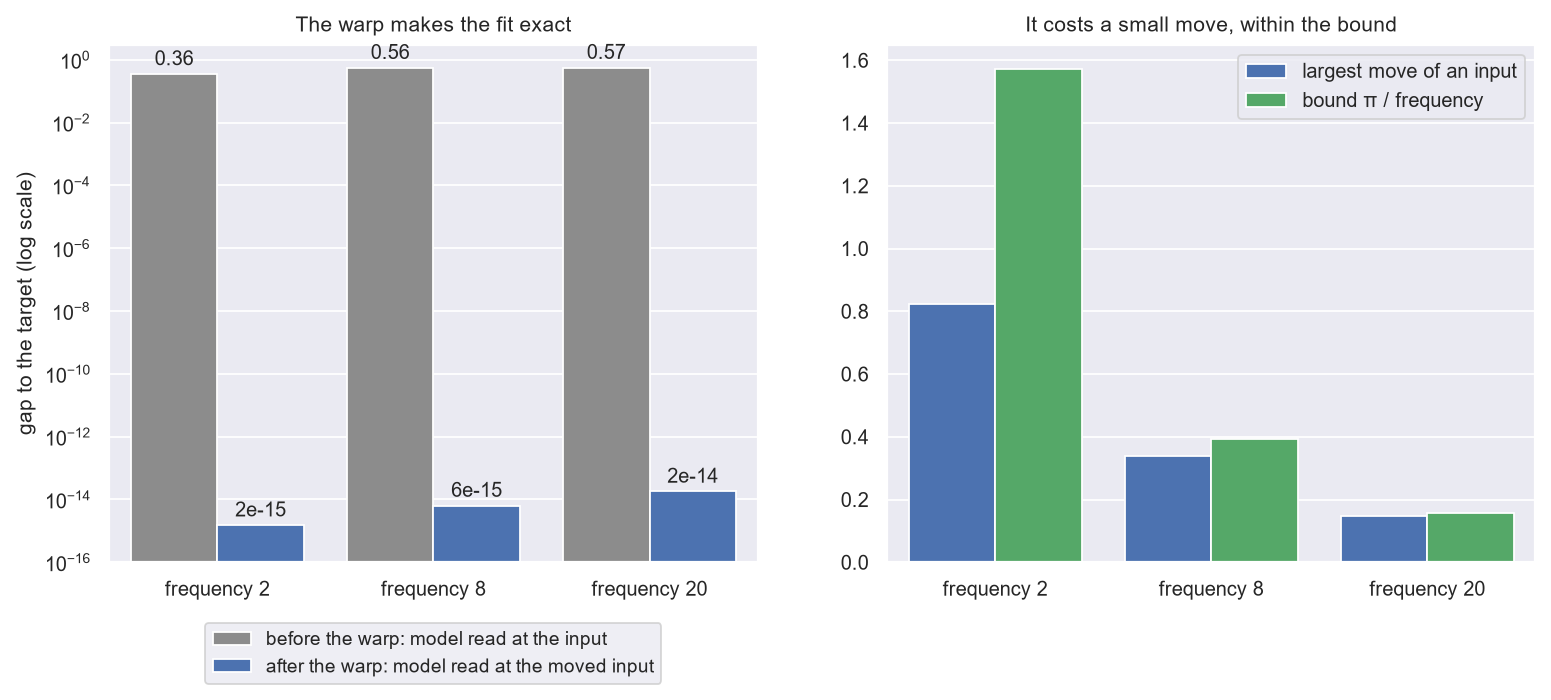 The warp makes the fit exact
gap to the target (log scale)
10⁰
10⁻²
10⁻⁴
10⁻⁶
10⁻⁸
10⁻¹⁰
10⁻¹²
10⁻¹⁴
10⁻¹⁶
0.36
0.56
0.57
2e-15
6e-15
2e-14
frequency 2
frequency 8
frequency 20
before the warp: model read at the input
after the warp: model read at the moved input
It costs a small move, within the bound
1.6
1.4
1.2
1.0
0.8
0.6
0.4
0.2
0.0
largest move of an input
bound π / frequency
frequency 2
frequency 8
frequency 20